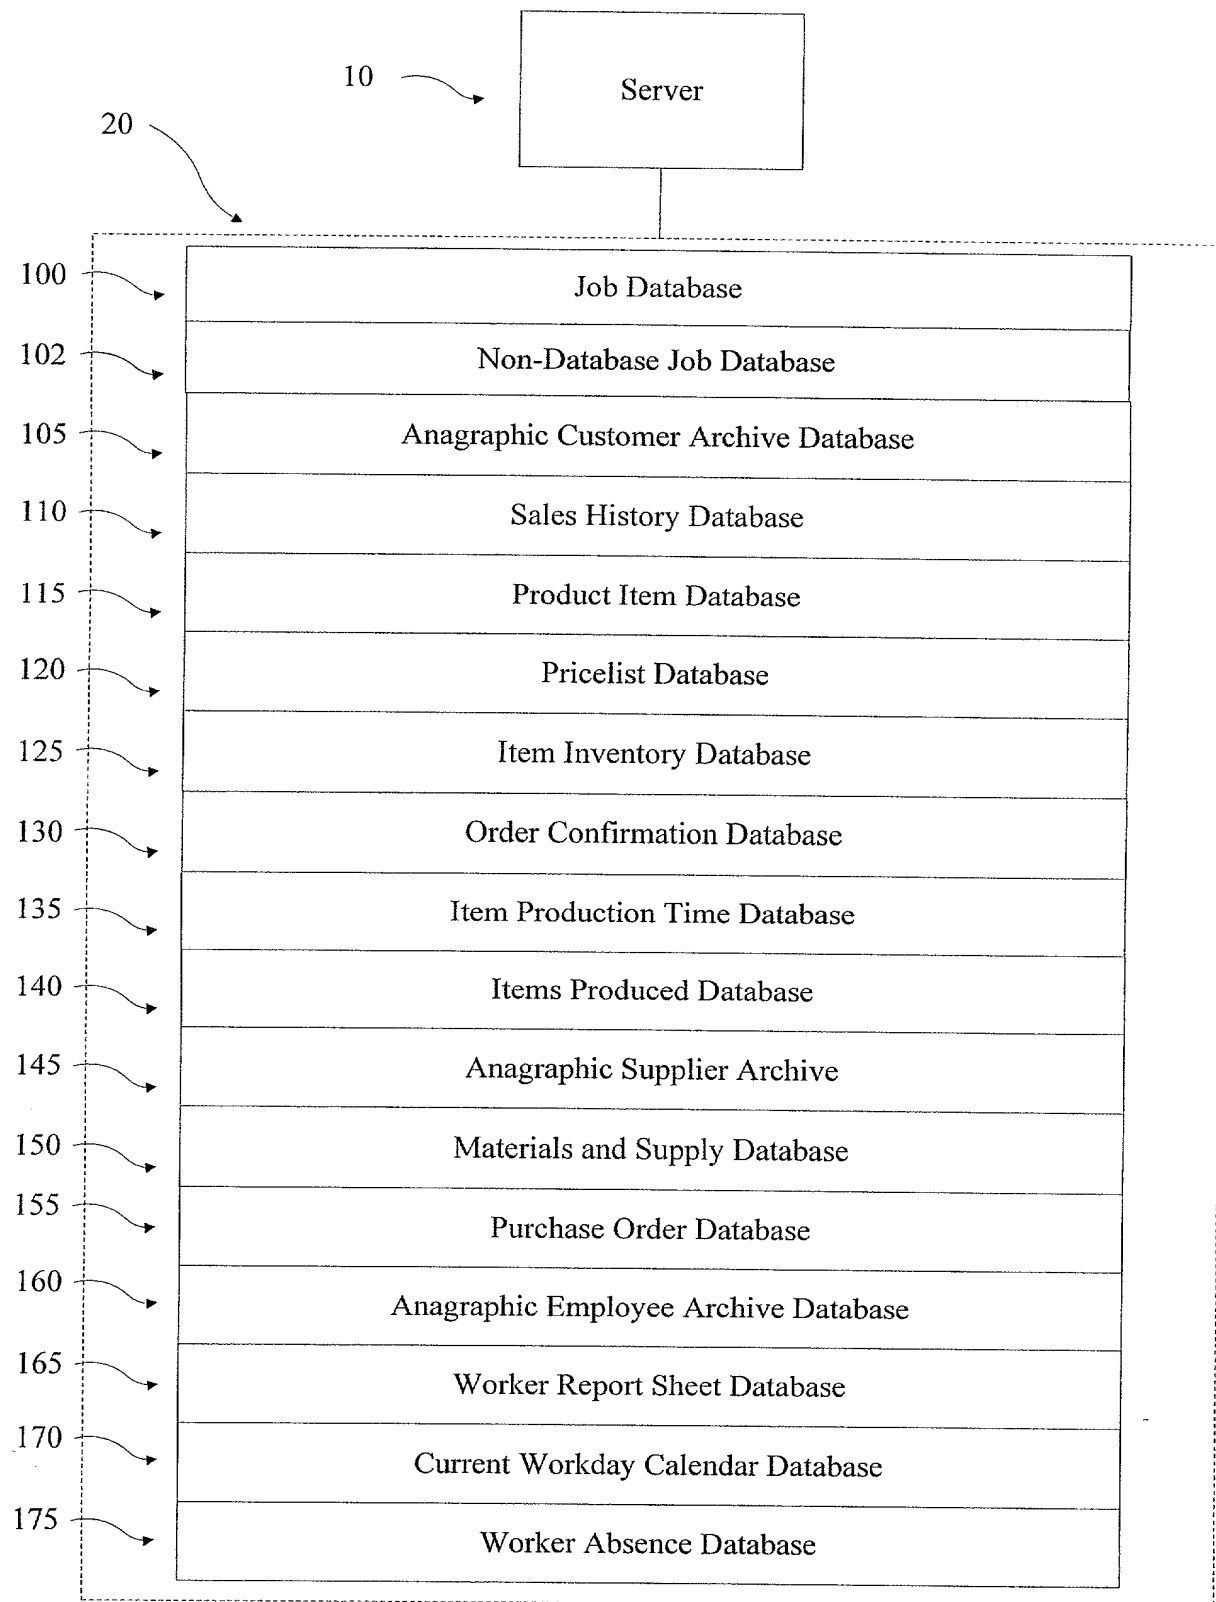 10
Server
20
100
Job Database
102
Non-Database Job Database
105
Anagraphic Customer Archive Database
110
Sales History Database
115
Product Item Database
120
Pricelist Database
125
Item Inventory Database
130
Order Confirmation Database
135
Item Production Time Database
140
Items Produced Database
145
Anagraphic Supplier Archive
150
Materials and Supply Database
155
Purchase Order Database
160
Anagraphic Employee Archive Database
165
Worker Report Sheet Database
170
Current Workday Calendar Database
175
Worker Absence Database